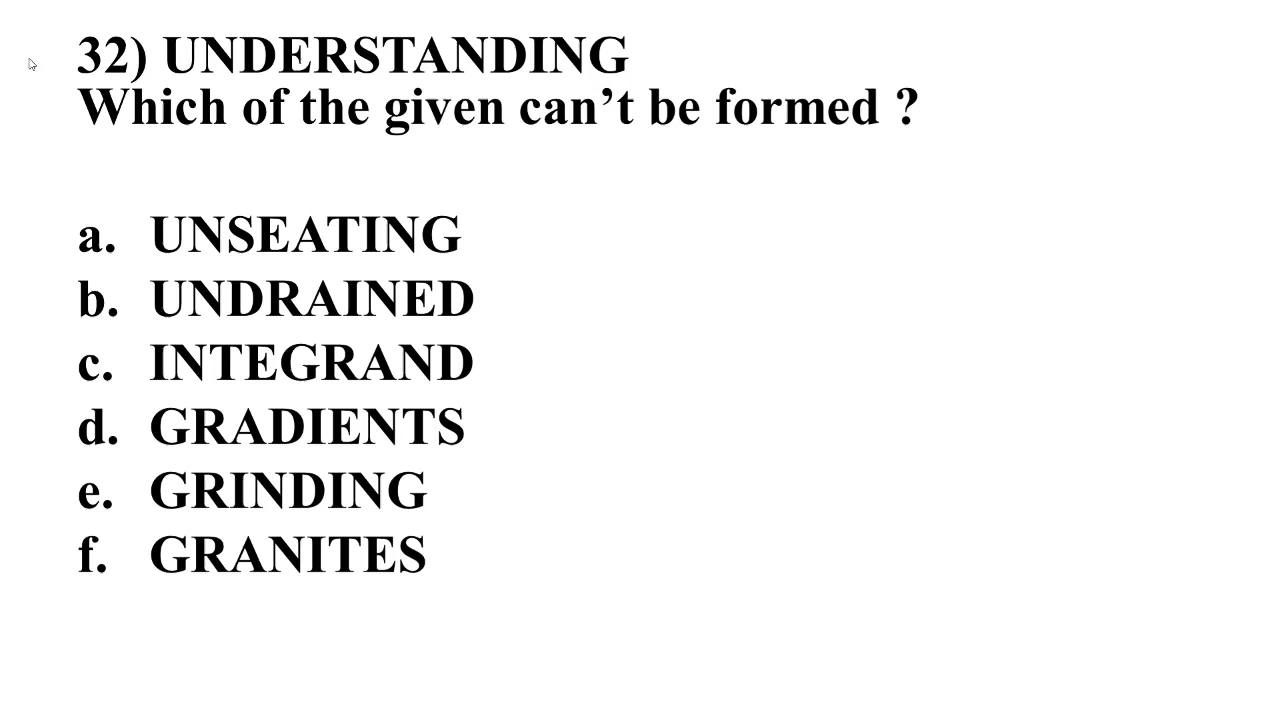 32) UNDERSTANDING
Which of the given can’t be formed ?
a. UNSEATING
b. UNDRAINED
c. INTEGRAND
d. GRADIENTS
e. GRINDING
f. GRANITES